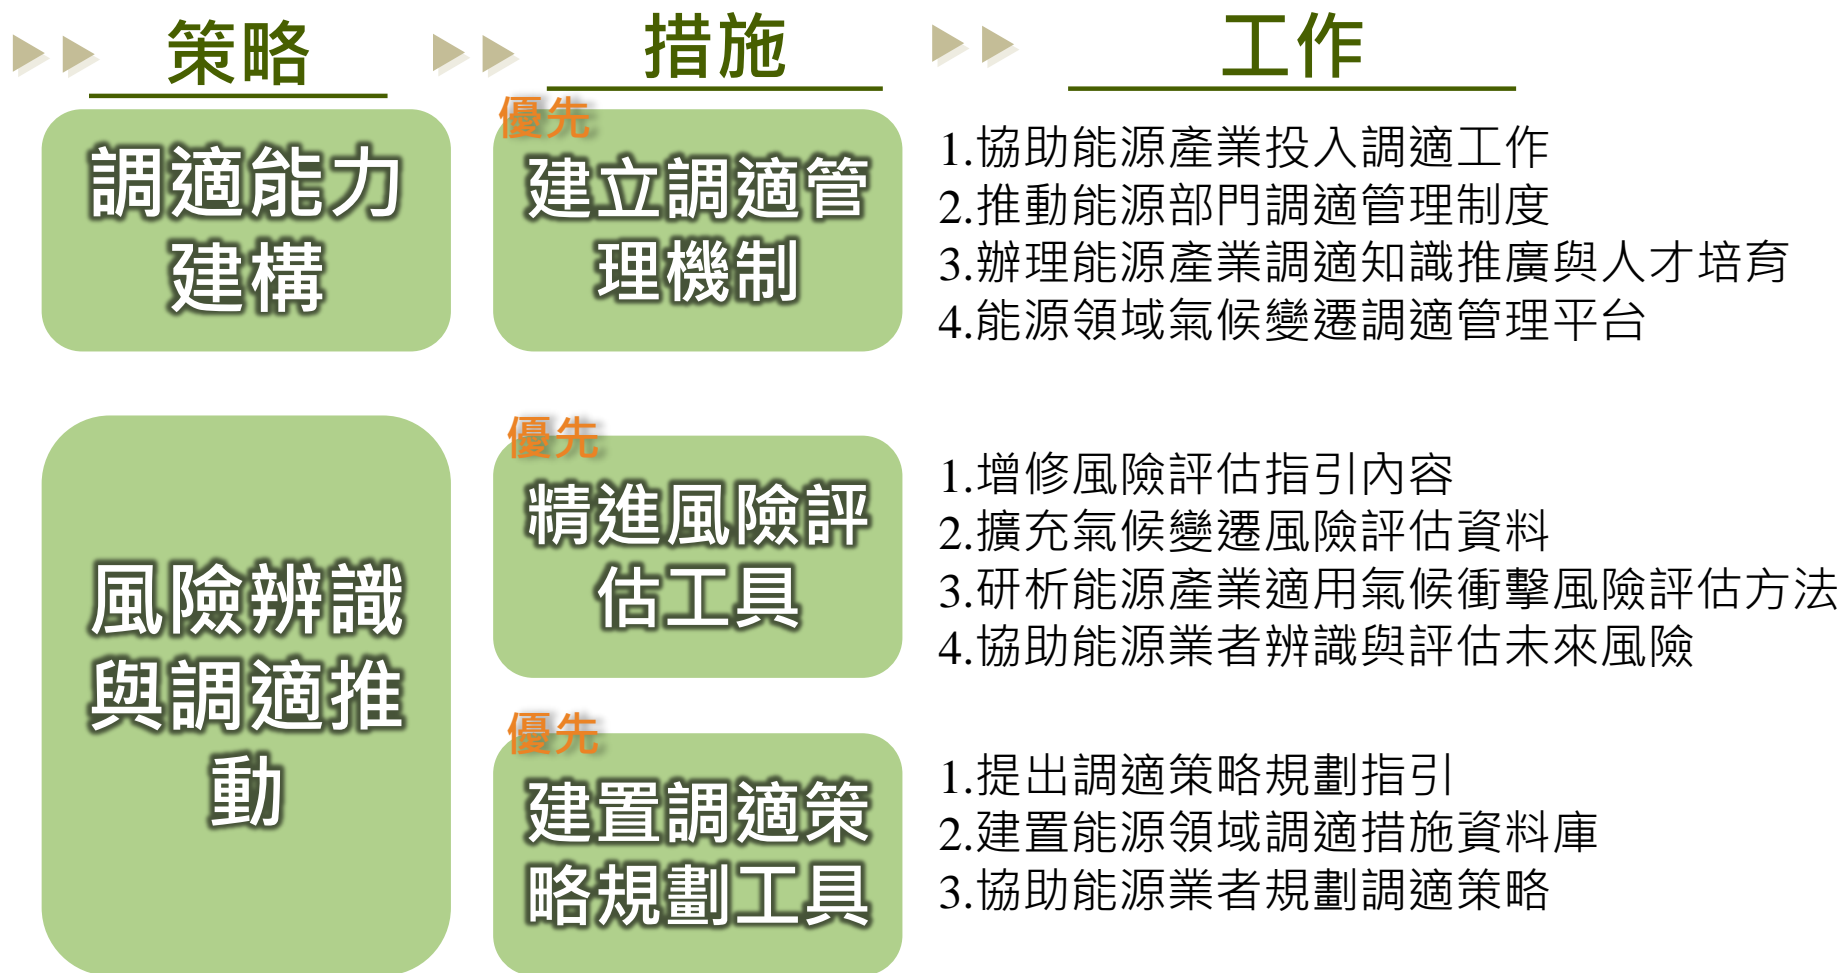 策略
措施
工作
調適能力
建構
優先
建立調適管
理機制
1.協助能源產業投入調適工作
2.推動能源部門調適管理制度
3.辦理能源產業調適知識推廣與人才培育
4.能源領域氣候變遷調適管理平台
風險辨識
與調適推
動
優先
精進風險評
估工具
1.增修風險評估指引內容
2.擴充氣候變遷風險評估資料
3.研析能源產業適用氣候衝擊風險評估方法
4.協助能源業者辨識與評估未來風險
優先
建置調適策
略規劃工具
1.提出調適策略規劃指引
2.建置能源領域調適措施資料庫
3.協助能源業者規劃調適策略